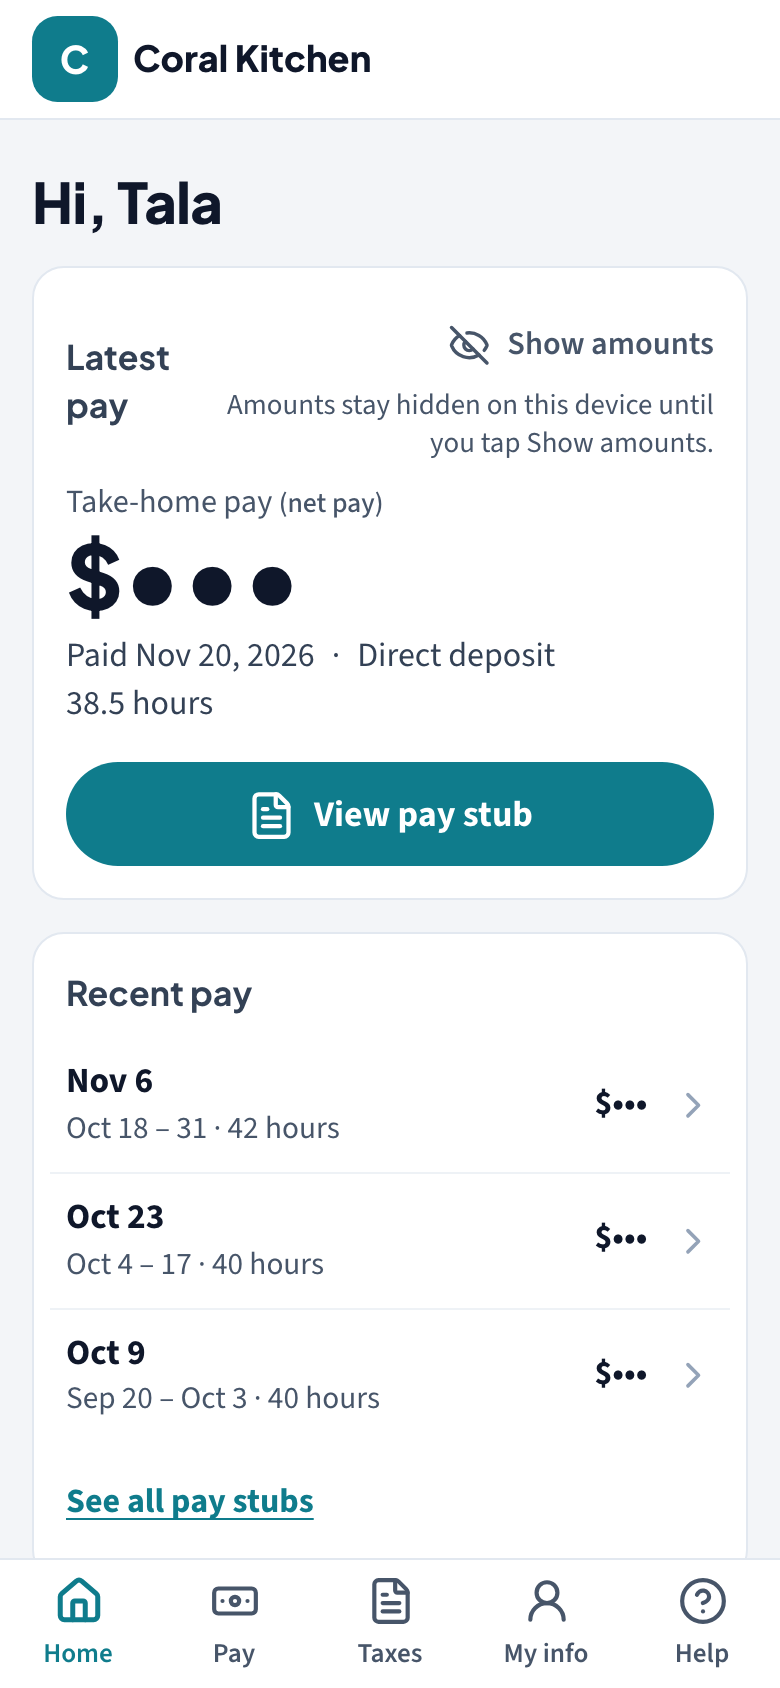 C
Coral Kitchen
Hi, Tala
Latest
pay
Show amounts
Amounts stay hidden on this device until
you tap Show amounts.
Take-home pay (net pay)
$●●●
Paid Nov 20, 2026 · Direct deposit
38.5 hours
View pay stub
Recent pay
Nov 6
Oct 18 – 31 · 42 hours
$•••
Oct 23
Oct 4 – 17 · 40 hours
$•••
Oct 9
Sep 20 – Oct 3 · 40 hours
$•••
See all pay stubs
Home
Pay
Taxes
My info
Help